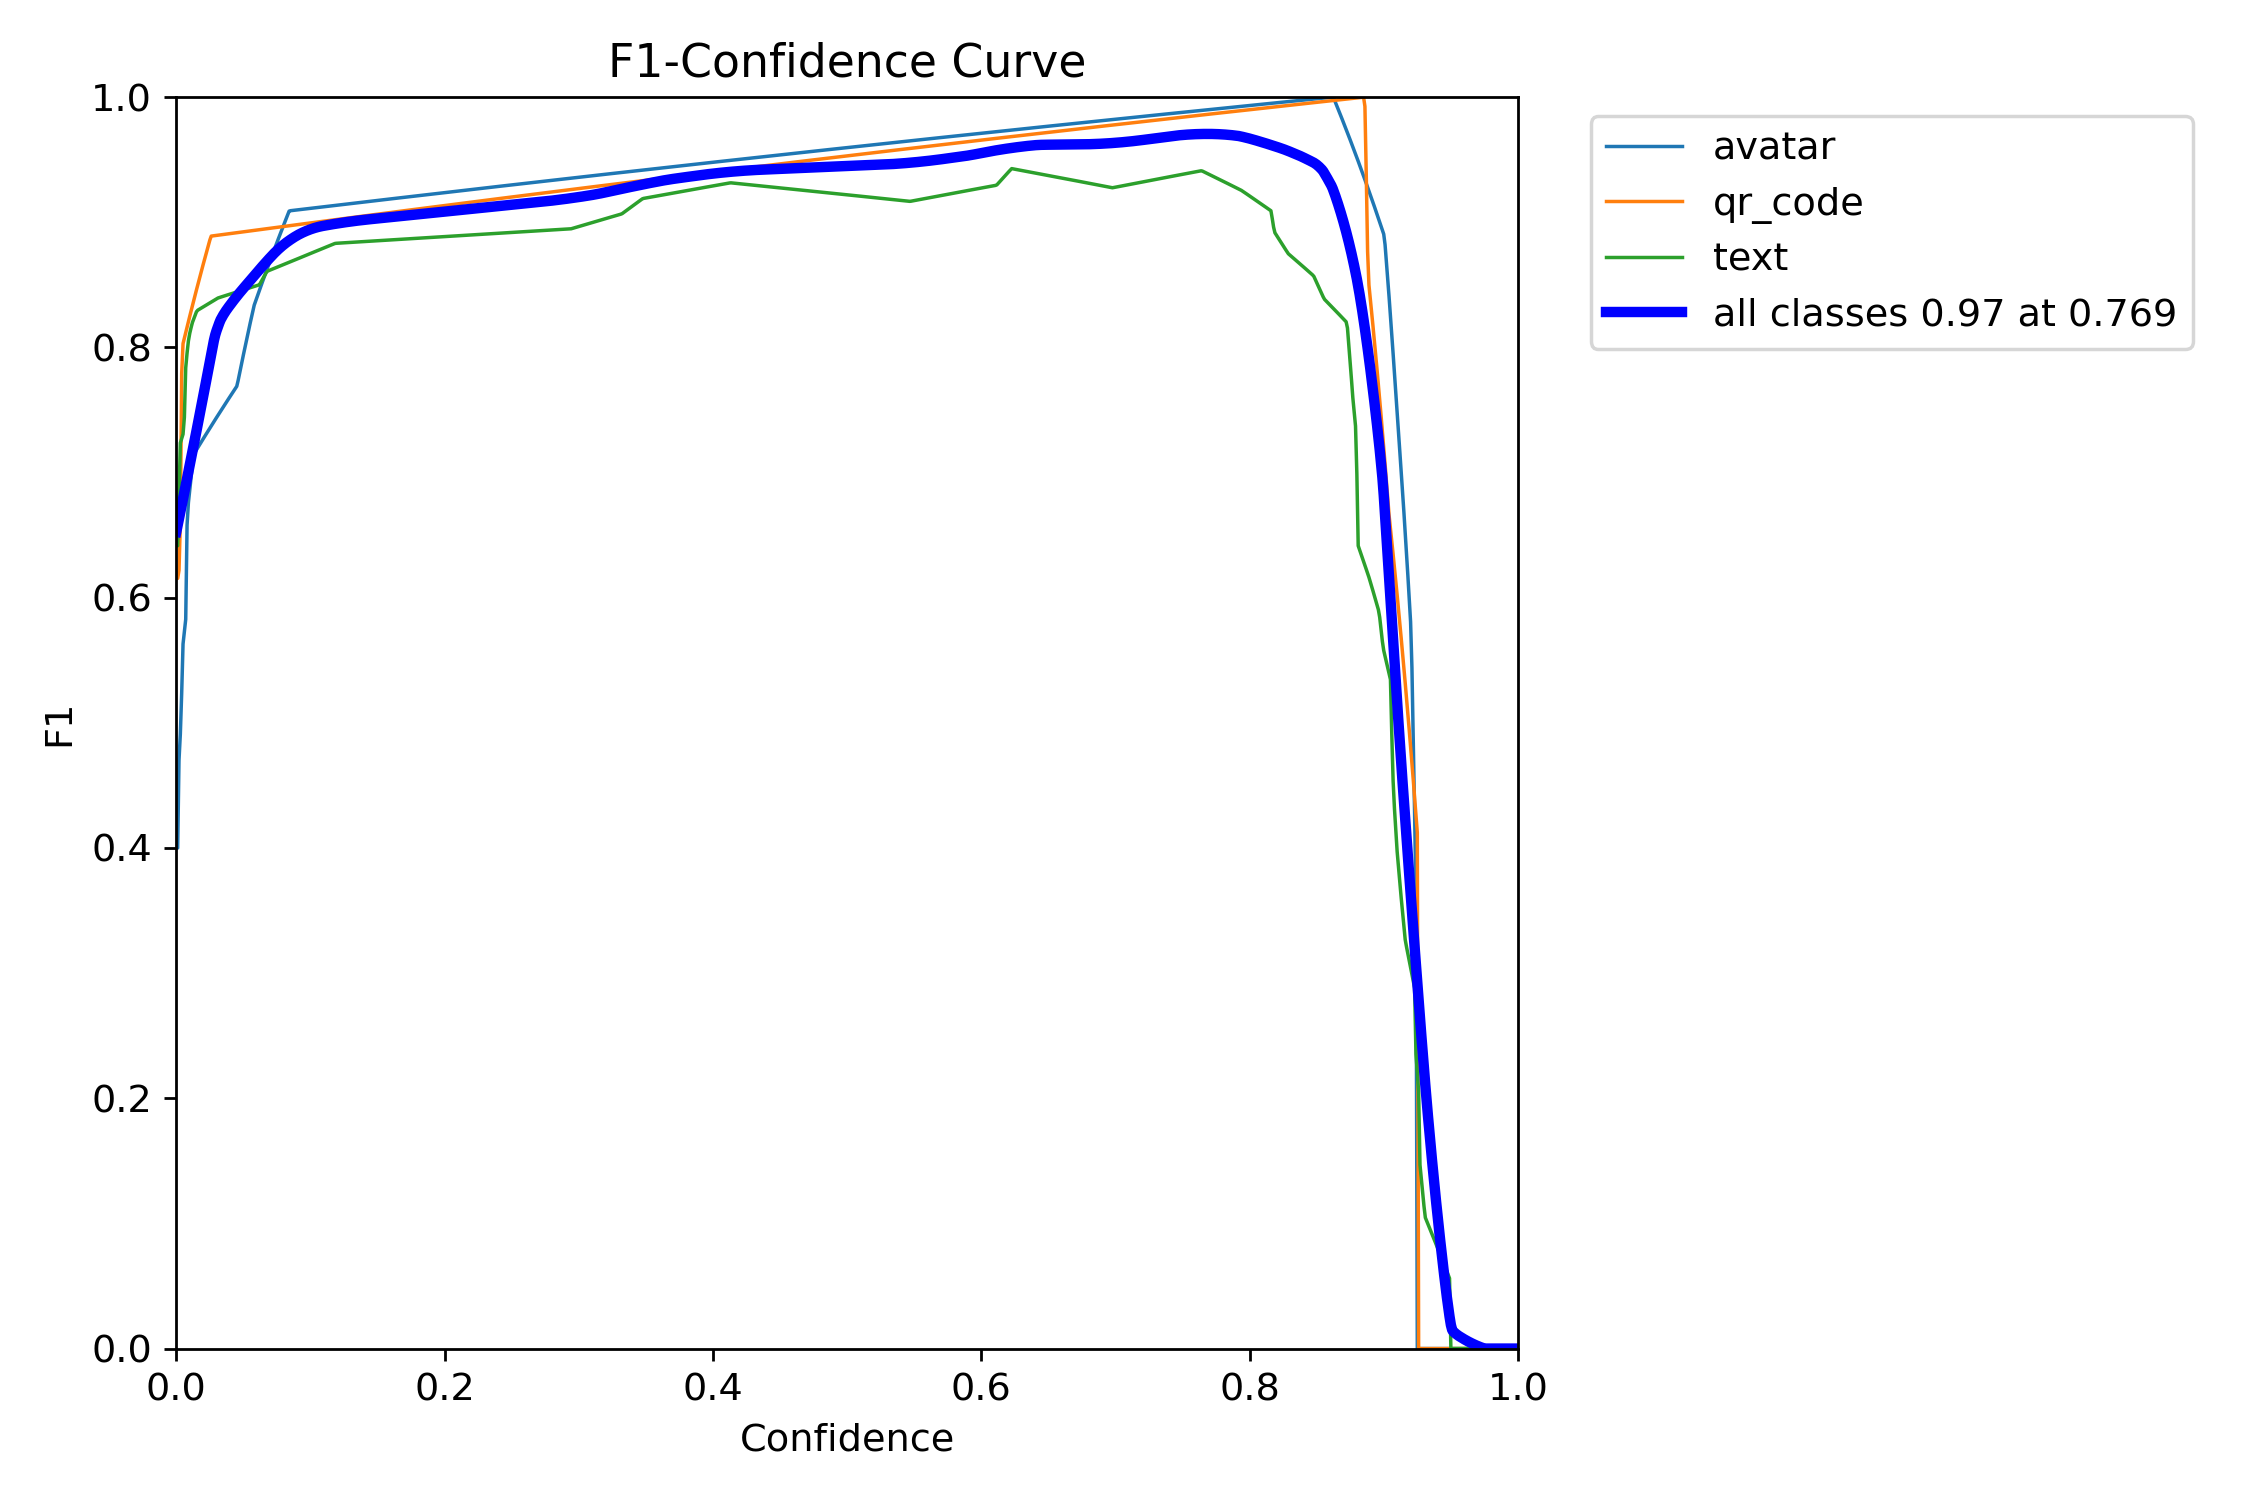 F1-Confidence Curve
1.0
0.8
0.6
0.4
0.2
0.0
F1
0.0 0.2 0.4 0.6 0.8 1.0
Confidence
avatar
qr_code
text
all classes 0.97 at 0.769